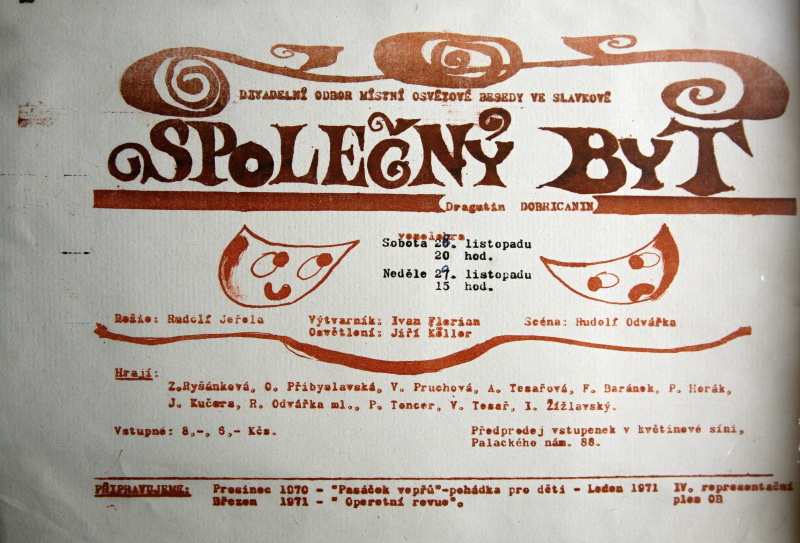 DIVADELNÍ ODBOR MÍSTNÍ OSVĚTOVÉ BESEDY VE SLAVKOVĚ
SPOLEČNÝ BYT
Dragutin DOBRICANIN
veselohra
Sobota 28. listopadu
20 hod.
Neděle 29. listopadu
15 hod.
Režie: Rudolf Jeřela Výtvarník: Ivan Florian Scéna: Rudolf Odvářka
Osvětlení: Jiří Käller
Hrají:
Z.Ryšánková, O. Přibyslavská, V. Pruchová, A. Tesařová, F. Baránek, P. Horák,
J. Kučera, R. Odvářka ml., P. Toncer, V. Tesař, I. Žižlavský.
Vstupné: 8,-, 6,- Kčs. Předprodej vstupenek v květinové síni,
Palackého nám. 88.
PŘIPRAVUJEME: Prosinec 1970 - "Pasáček vepřů"-pohádka pro děti - Leden 1971 IV. representační
Březen 1971 - " Operetní revue". ples OB